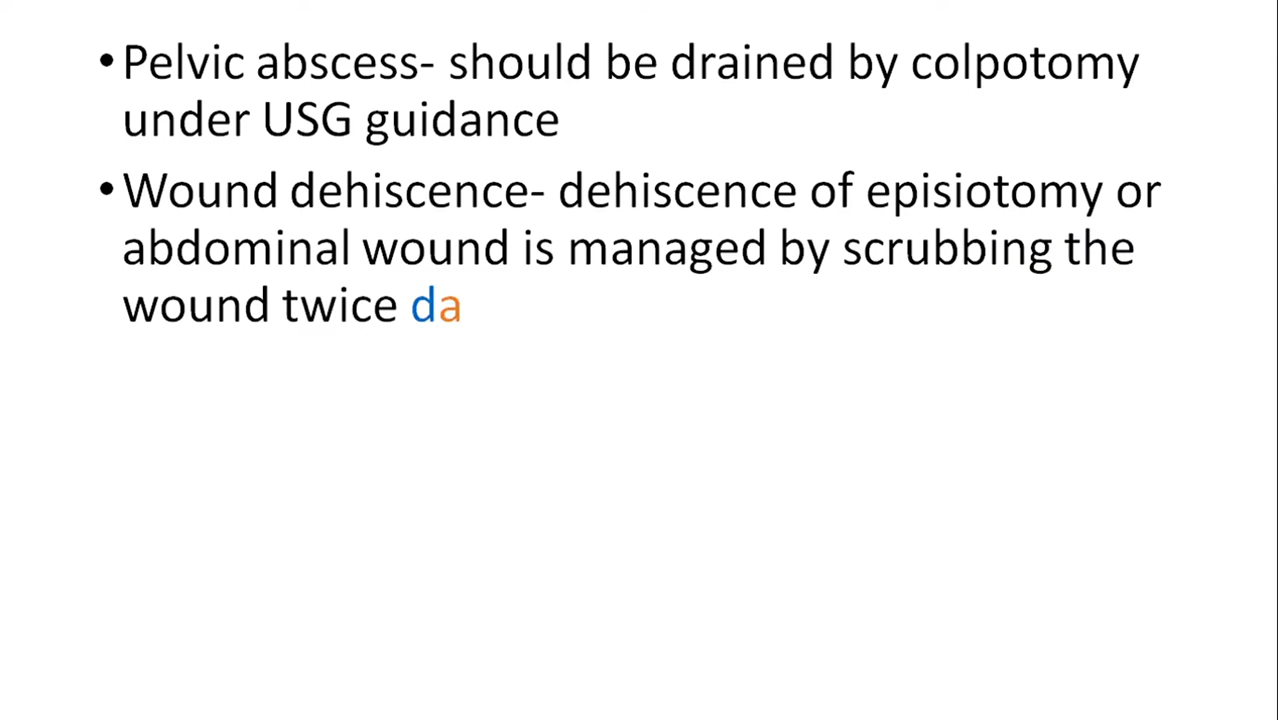 •Pelvic abscess- should be drained by colpotomy
under USG guidance
•Wound dehiscence- dehiscence of episiotomy or
abdominal wound is managed by scrubbing the
wound twice da